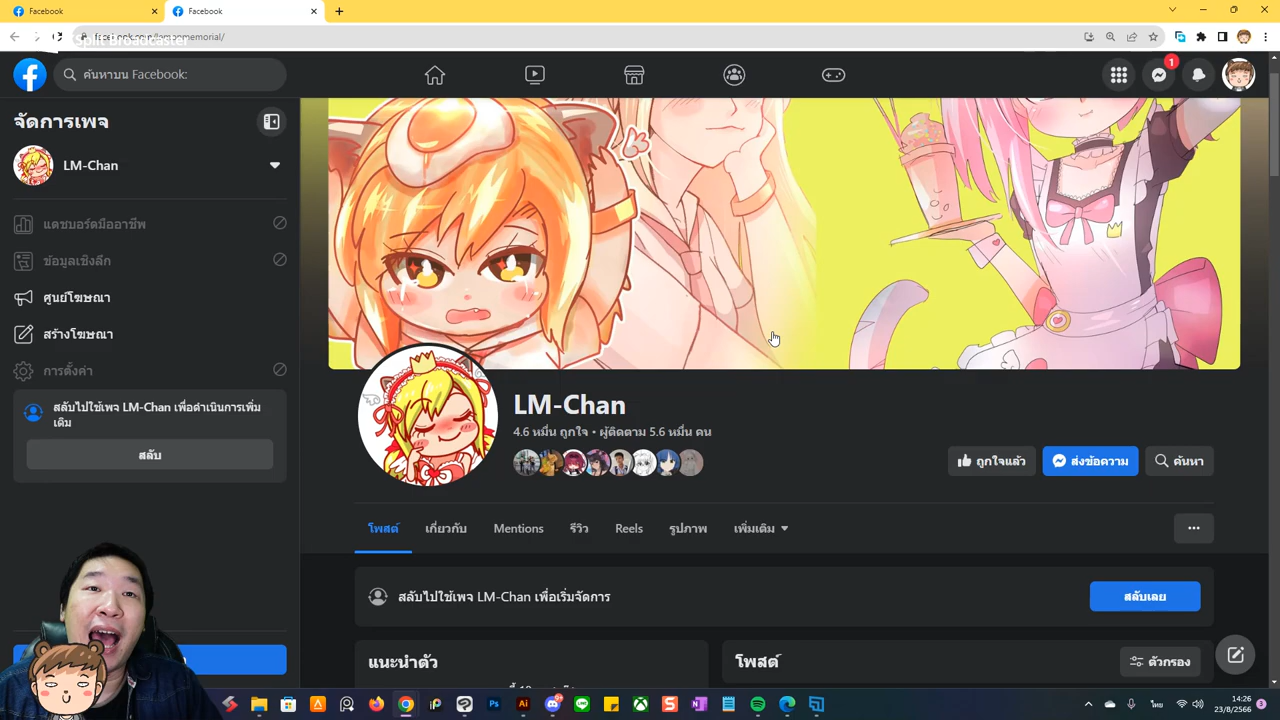 Facebook
Facebook
Split Broadcaster
memorial/
ค้นหาบน Facebook:
1
จัดการเพจ
LM-Chan
แดชบอร์ดมืออาชีพ
ข้อมูลเชิงลึก
ศูนย์โฆษณา
สร้างโฆษณา
การตั้งค่า
สลับไปใช้เพจ LM-Chan เพื่อดำเนินการเพิ่ม
เติม
สลับ
LM-Chan
4.6 หมื่น ถูกใจ • ผู้ติดตาม 5.6 หมื่น คน
ถูกใจแล้ว
ส่งข้อความ
ค้นหา
โพสต์
เกี่ยวกับ
Mentions
รีวิว
Reels
รูปภาพ
เพิ่มเติม
สลับไปใช้เพจ LM-Chan เพื่อเริ่มจัดการ
สลับเลย
แนะนำตัว
โพสต์
ตัวกรอง
Ps
Ai
ไทย
14:26
23/8/2566
3